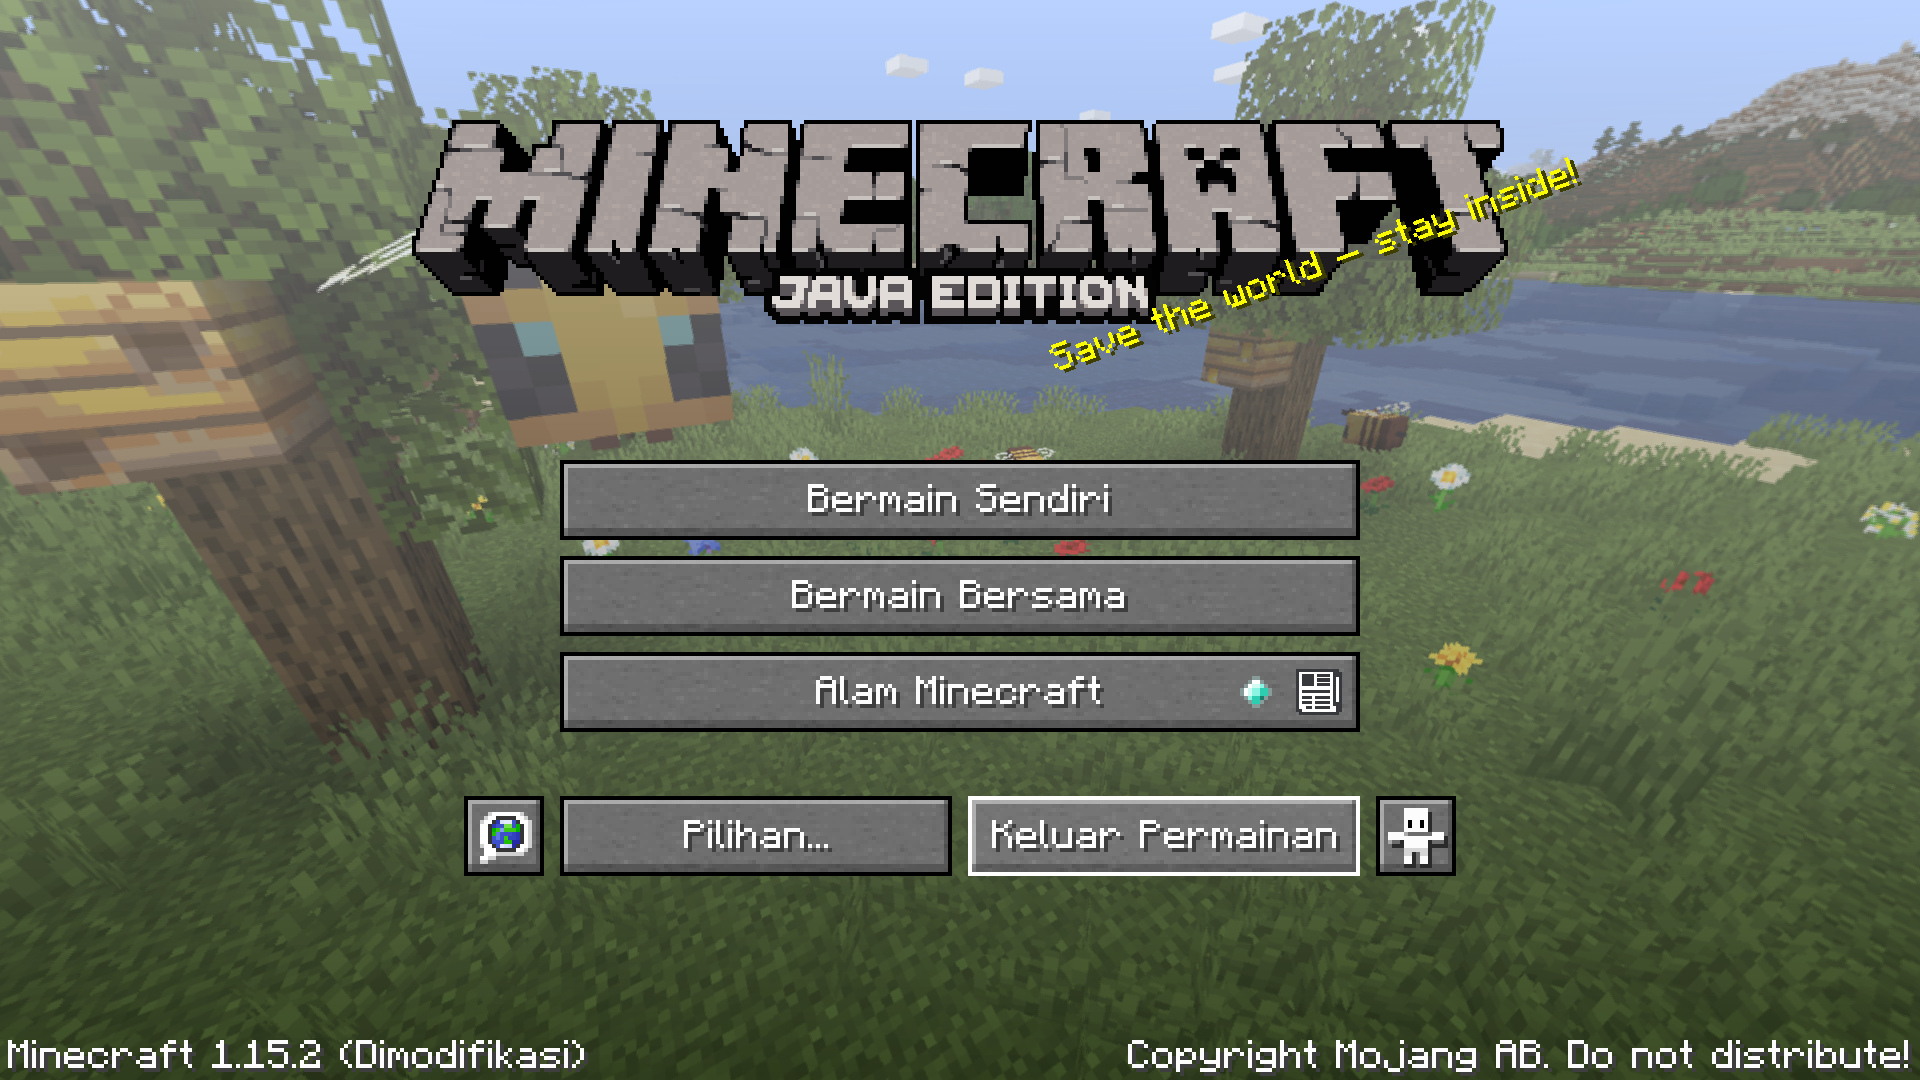 MINECRAFT
JAVA EDITION
Save the world – stay inside!
Bermain Sendiri
Bermain Bersama
Alam Minecraft
Pilihan...
Keluar Permainan
Minecraft 1.15.2 (Dimodifikasi)
Copyright Mojang AB. Do not distribute!